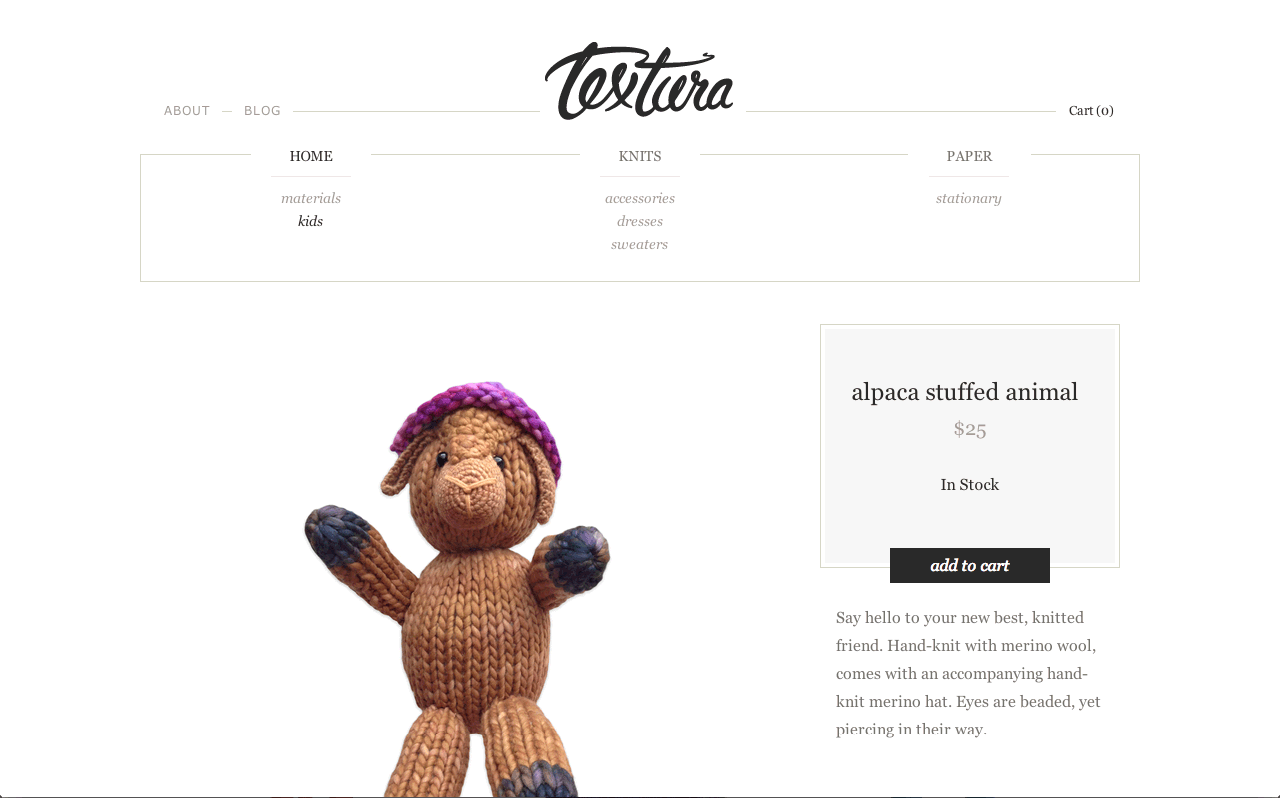 Textura
ABOUT — BLOG
Cart (0)
HOME
materials
kids
KNITS
accessories
dresses
sweaters
PAPER
stationary
alpaca stuffed animal
$25
In Stock
add to cart
Say hello to your new best, knitted
friend. Hand-knit with merino wool,
comes with an accompanying hand-
knit merino hat. Eyes are beaded, yet
piercing in their way.